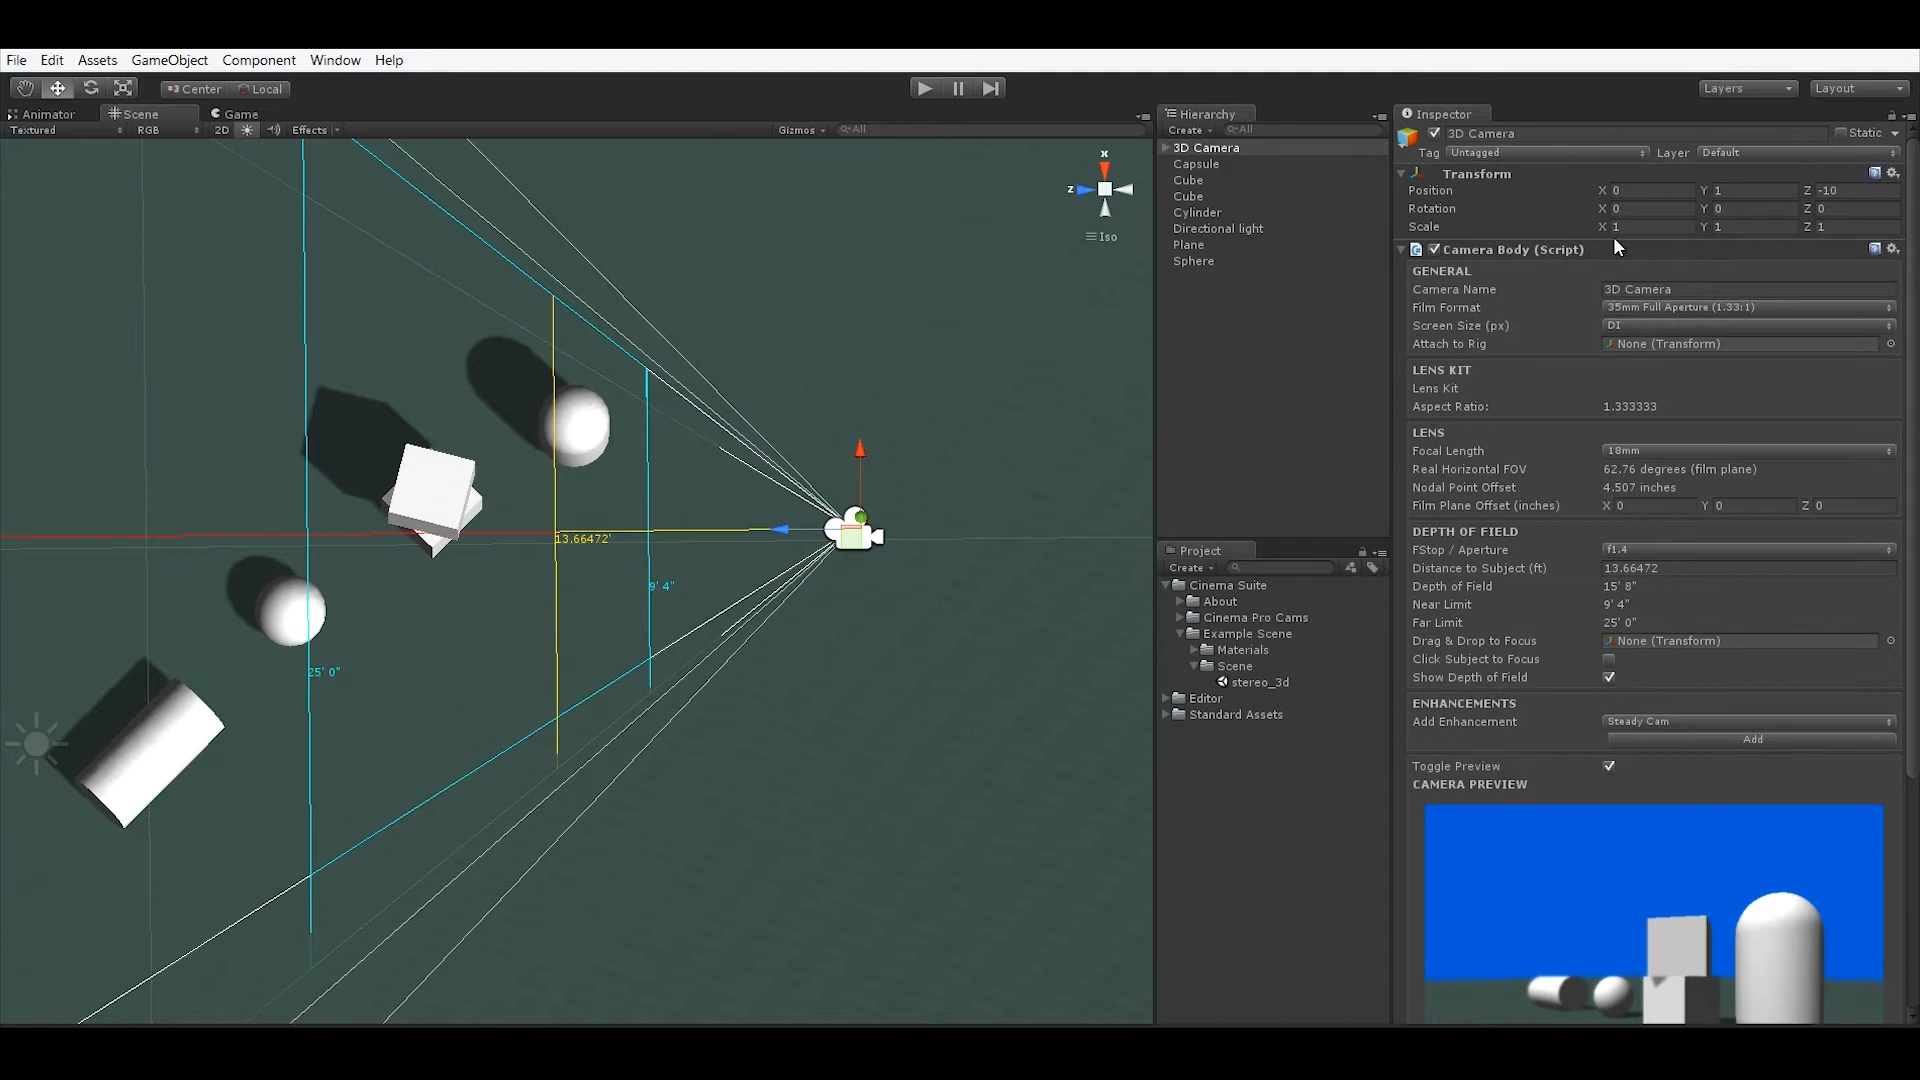 File Edit Assets GameObject Component Window Help
Center Local
Layers Layout
Animator Scene Game
Textured RGB 2D Effects Gizmos All
x
z
Iso
13.66472'
9' 4"
25' 0"
Hierarchy
Create All
3D Camera
Capsule
Cube
Cube
Cylinder
Directional light
Plane
Sphere
Project
Create
Cinema Suite
About
Cinema Pro Cams
Example Scene
Materials
Scene
stereo_3d
Editor
Standard Assets
Inspector
3D Camera Static
Tag Untagged Layer Default
Transform
Position X 0 Y 1 Z -10
Rotation X 0 Y 0 Z 0
Scale X 1 Y 1 Z 1
Camera Body (Script)
GENERAL
Camera Name 3D Camera
Film Format 35mm Full Aperture (1.33:1)
Screen Size (px) DI
Attach to Rig None (Transform)
LENS KIT
Lens Kit
Aspect Ratio: 1.333333
LENS
Focal Length 18mm
Real Horizontal FOV 62.76 degrees (film plane)
Nodal Point Offset 4.507 inches
Film Plane Offset (inches) X 0 Y 0 Z 0
DEPTH OF FIELD
FStop / Aperture f1.4
Distance to Subject (ft) 13.66472
Depth of Field 15' 8"
Near Limit 9' 4"
Far Limit 25' 0"
Drag & Drop to Focus None (Transform)
Click Subject to Focus
Show Depth of Field
ENHANCEMENTS
Add Enhancement Steady Cam
Add
Toggle Preview
CAMERA PREVIEW